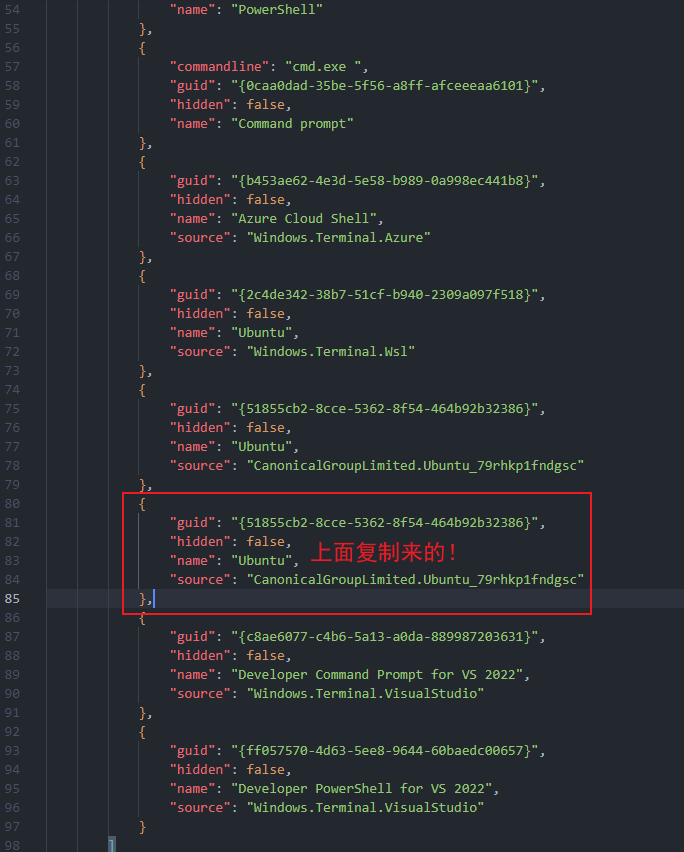 54 "name": "PowerShell"
55 },
56 {
57 "commandline": "cmd.exe ",
58 "guid": "{0caa0dad-35be-5f56-a8ff-afceeeaa6101}",
59 "hidden": false,
60 "name": "Command prompt"
61 },
62 {
63 "guid": "{b453ae62-4e3d-5e58-b989-0a998ec441b8}",
64 "hidden": false,
65 "name": "Azure Cloud Shell",
66 "source": "Windows.Terminal.Azure"
67 },
68 {
69 "guid": "{2c4de342-38b7-51cf-b940-2309a097f518}",
70 "hidden": false,
71 "name": "Ubuntu",
72 "source": "Windows.Terminal.Wsl"
73 },
74 {
75 "guid": "{51855cb2-8cce-5362-8f54-464b92b32386}",
76 "hidden": false,
77 "name": "Ubuntu",
78 "source": "CanonicalGroupLimited.Ubuntu_79rhkp1fndgsc"
79 },
80 {
81 "guid": "{51855cb2-8cce-5362-8f54-464b92b32386}",
82 "hidden": false,
83 "name": "Ubuntu", 上面复制来的！
84 "source": "CanonicalGroupLimited.Ubuntu_79rhkp1fndgsc"
85 },
86 {
87 "guid": "{c8ae6077-c4b6-5a13-a0da-889987203631}",
88 "hidden": false,
89 "name": "Developer Command Prompt for VS 2022",
90 "source": "Windows.Terminal.VisualStudio"
91 },
92 {
93 "guid": "{ff057570-4d63-5ee8-9644-60baedc00657}",
94 "hidden": false,
95 "name": "Developer PowerShell for VS 2022",
96 "source": "Windows.Terminal.VisualStudio"
97 }
98 ]